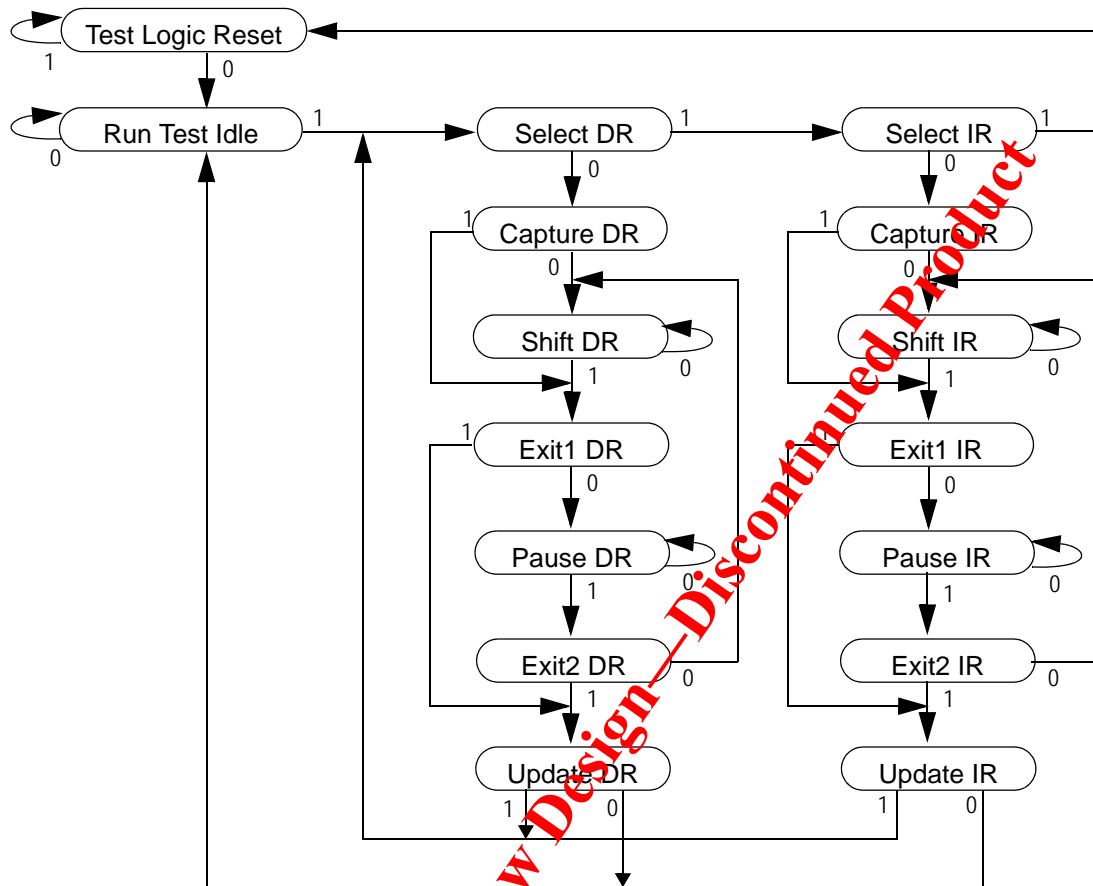 Test Logic Reset
1
0
Run Test Idle
0
1
Select DR
1
0
Select IR
1
0
Capture DR
1
0
Capture IR
1
0
Shift DR
0
1
Shift IR
0
1
Exit1 DR
1
0
Exit1 IR
1
0
Pause DR
0
1
Pause IR
0
1
Exit2 DR
0
1
Exit2 IR
0
1
Update DR
1
0
Update IR
1
0
w Design—Discontinued Product